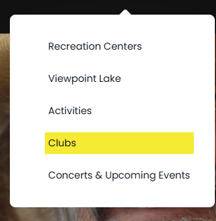 Recreation Centers
Viewpoint Lake
Activities
Clubs
Concerts & Upcoming Events